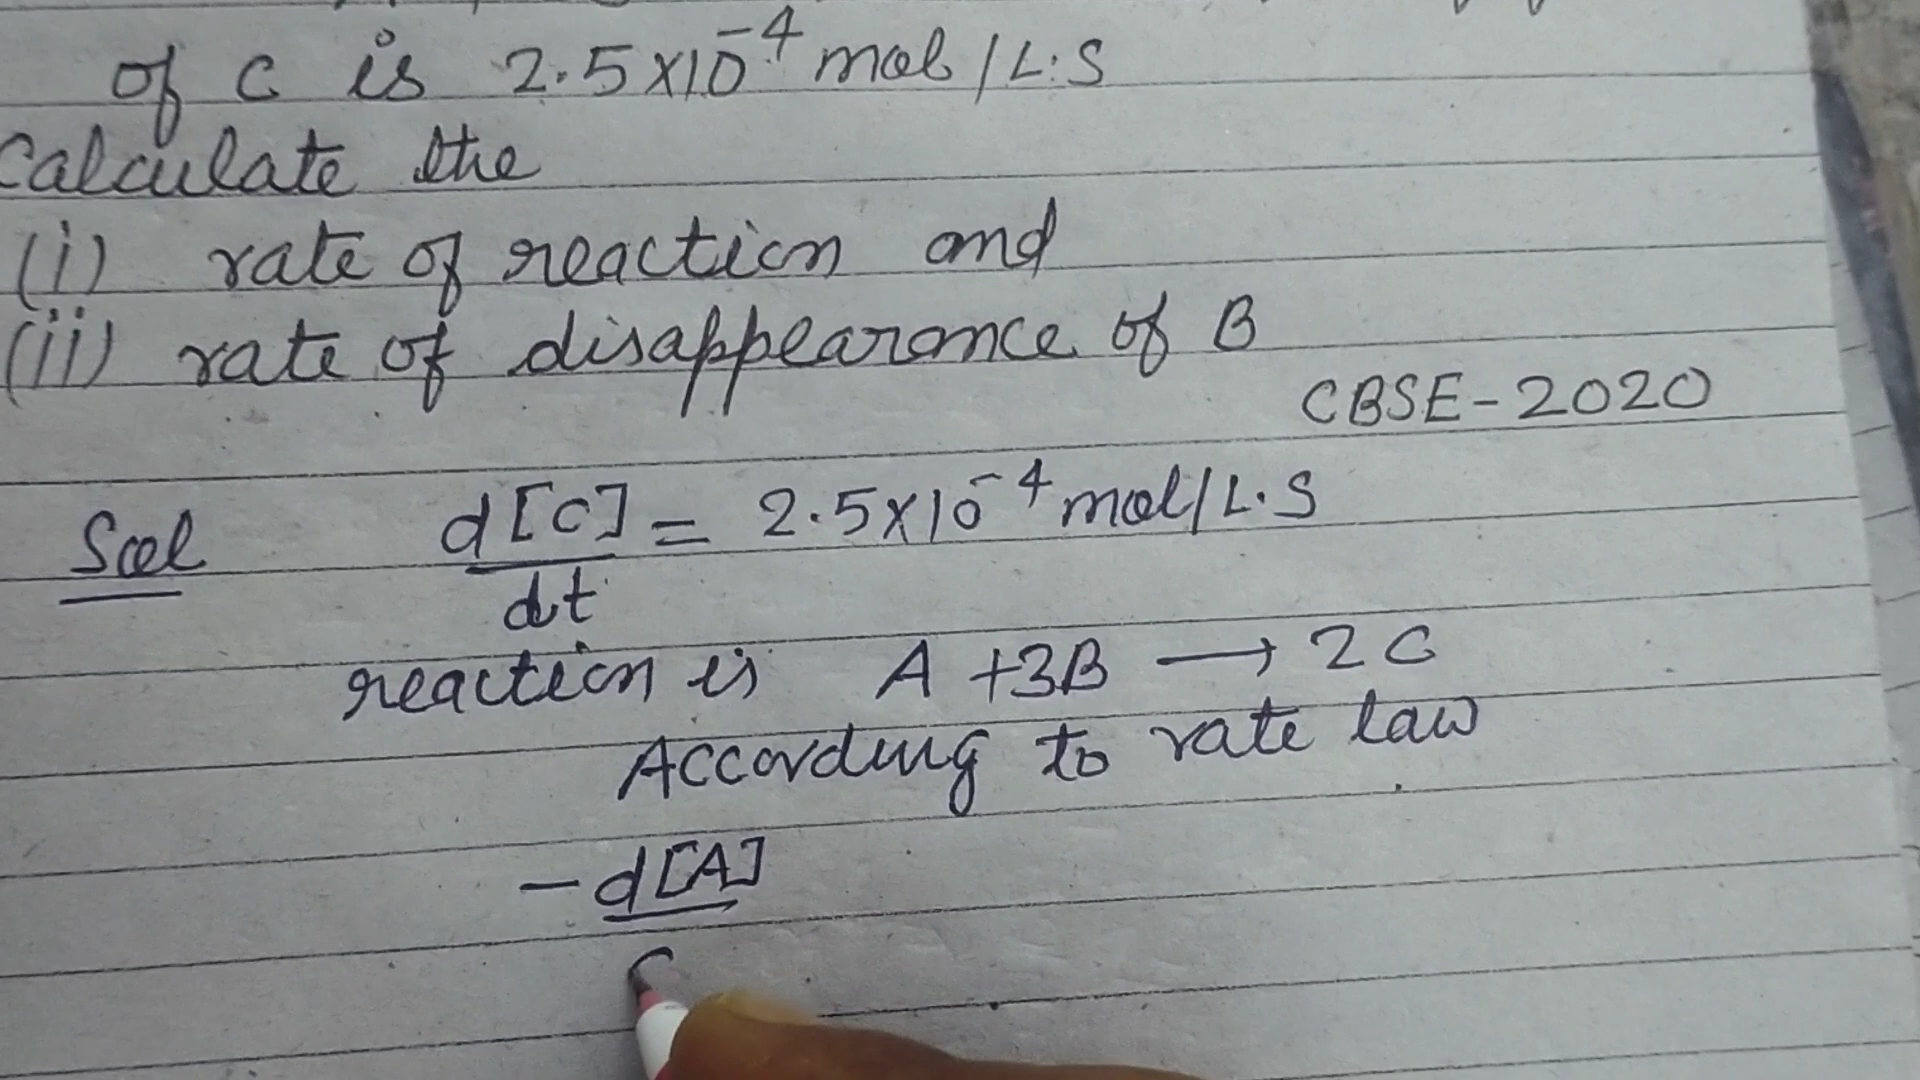 of C is 2.5×10⁻⁴ mol/L.S
Calculate the
(i) rate of reaction and
(ii) rate of disappearance of B
CBSE-2020
Sol d[C]/dt = 2.5×10⁻⁴ mol/L.S
reaction is A +3B → 2C
According to rate law
-d[A]